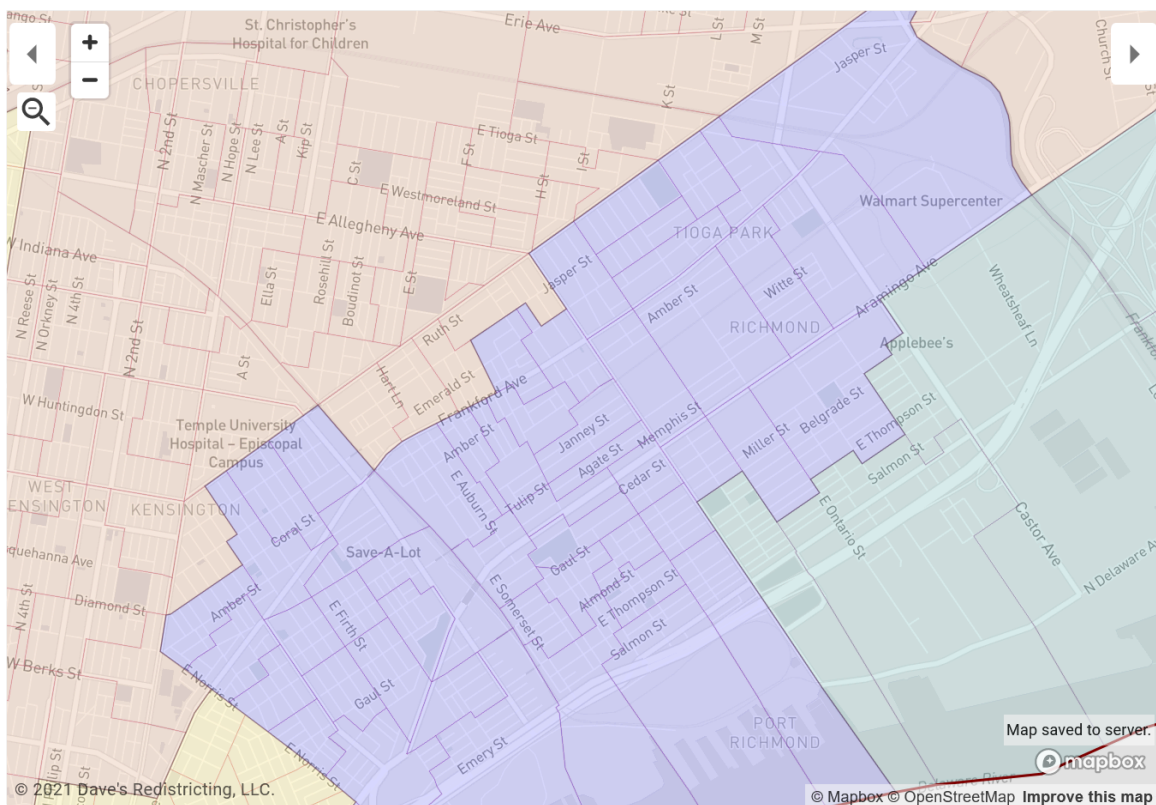 ango St
St. Christopher's
Hospital for Children
Erie Ave
L St
M St
Jasper St
Church St
CHOPERSVILLE
K St
N 2nd St
N Mascher St
N Hope St
N Lee St
A St
Kip St
E Tioga St
C St
F St
H St
I St
E Westmoreland St
E Allegheny Ave
Walmart Supercenter
TIOGA PARK
W Indiana Ave
N Reese St
N Orkney St
N 4th St
Ella St
Rosehill St
Boudinot St
E St
Jasper St
Amber St
Witte St
Aramingo Ave
Wheatsheaf Ln
N 2nd St
A St
Ruth St
RICHMOND
Applebee's
Hart Ln
Emerald St
Frankford Ave
W Huntingdon St
Temple University
Hospital – Episcopal
Campus
Amber St
Janney St
Memphis St
Belgrade St
Miller St
E Thompson St
Agate St
Cedar St
Salmon St
WEST
KENSINGTON
KENSINGTON
E Auburn St
Tulip St
Coral St
Save-A-Lot
E Ontario St
Castor Ave
quehanna Ave
Gaul St
N Delaware Av
N 4th St
Diamond St
Amber St
E Firth St
E Somerset St
Almond St
E Thompson St
Salmon St
W Berks St
E Norris St
Gaul St
PORT
RICHMOND
Emery St
E Norris St
Map saved to server.
mapbox
Delaware River
© 2021 Dave's Redistricting, LLC.
© Mapbox © OpenStreetMap Improve this map